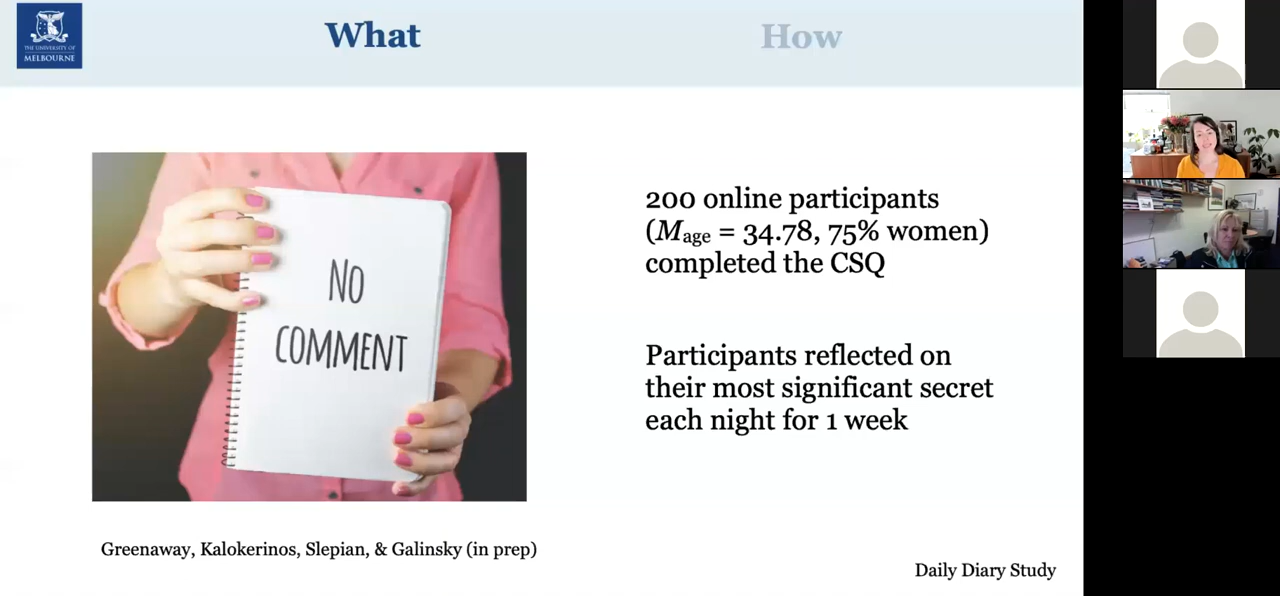 THE UNIVERSITY OF
MELBOURNE
What
How
NO
COMMENT
200 online participants
(Mage = 34.78, 75% women)
completed the CSQ
Participants reflected on
their most significant secret
each night for 1 week
Greenaway, Kalokerinos, Slepian, & Galinsky (in prep)
Daily Diary Study